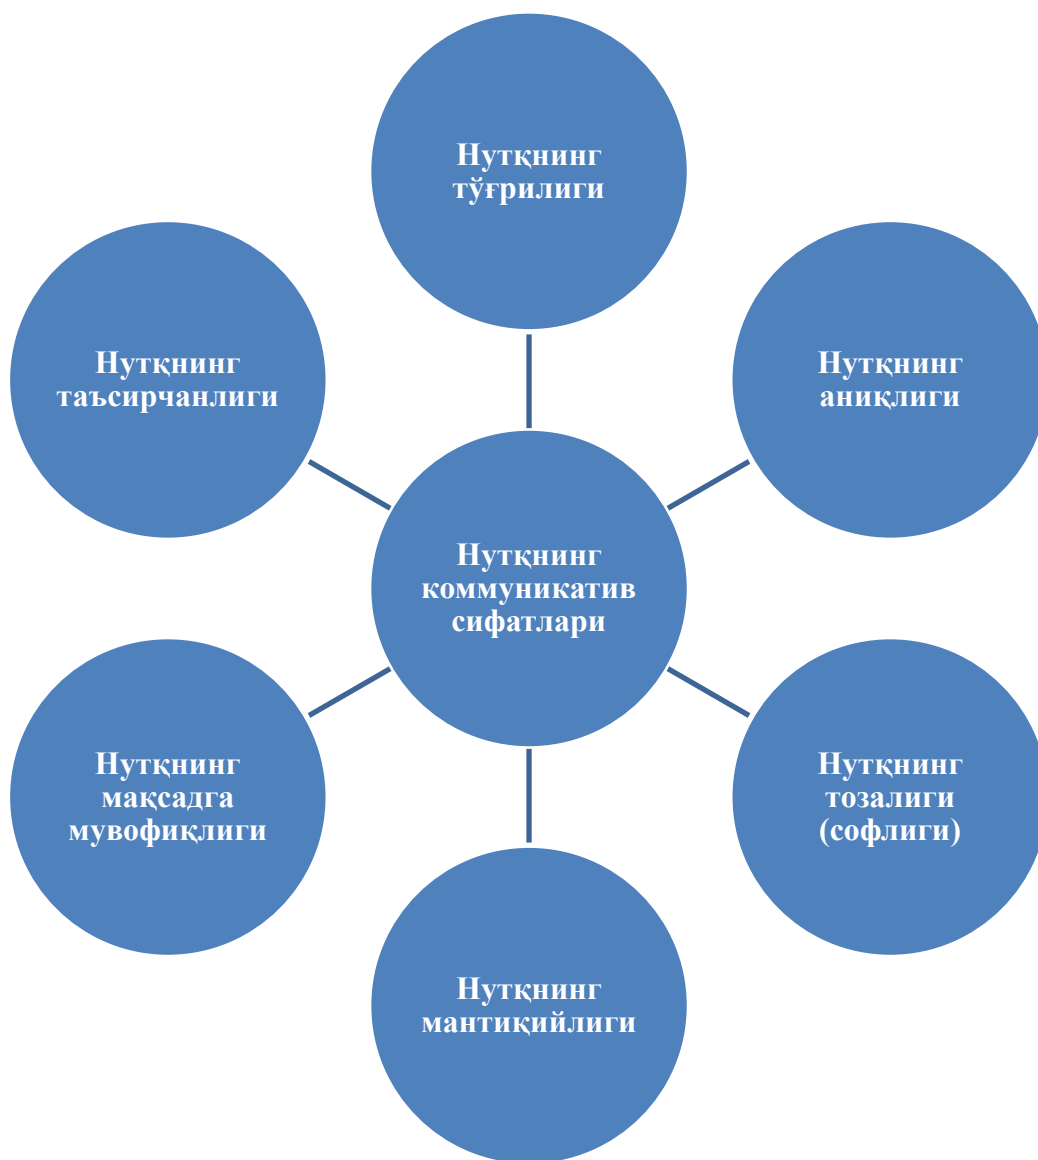 Нутқнинг
тўғрилиги
Нутқнинг
таъсирчанлиги
Нутқнинг
аниқлиги
Нутқнинг
коммуникатив
сифатлари
Нутқнинг
мақсадга
мувофиқлиги
Нутқнинг
тозалиги
(софлиги)
Нутқнинг
мантиқийлиги